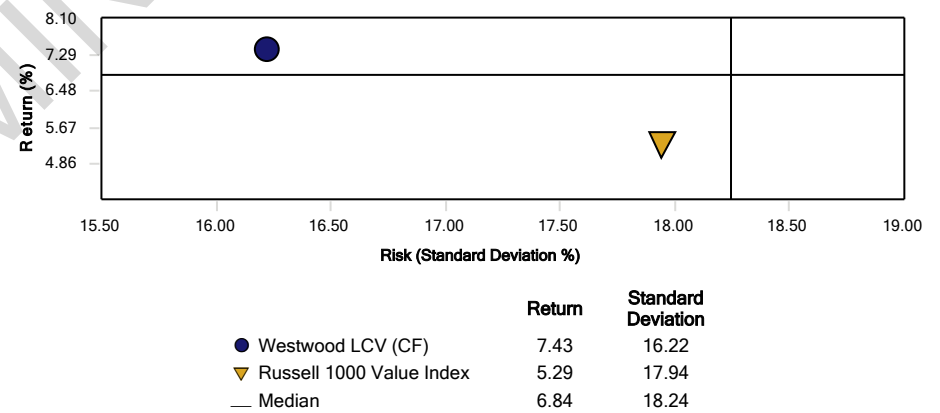 8.10
7.29
6.48
5.67
4.86
Return (%)
15.50 16.00 16.50 17.00 17.50 18.00 18.50 19.00
Risk (Standard Deviation %)
Return Standard Deviation
Westwood LCV (CF) 7.43 16.22
Russell 1000 Value Index 5.29 17.94
Median 6.84 18.24